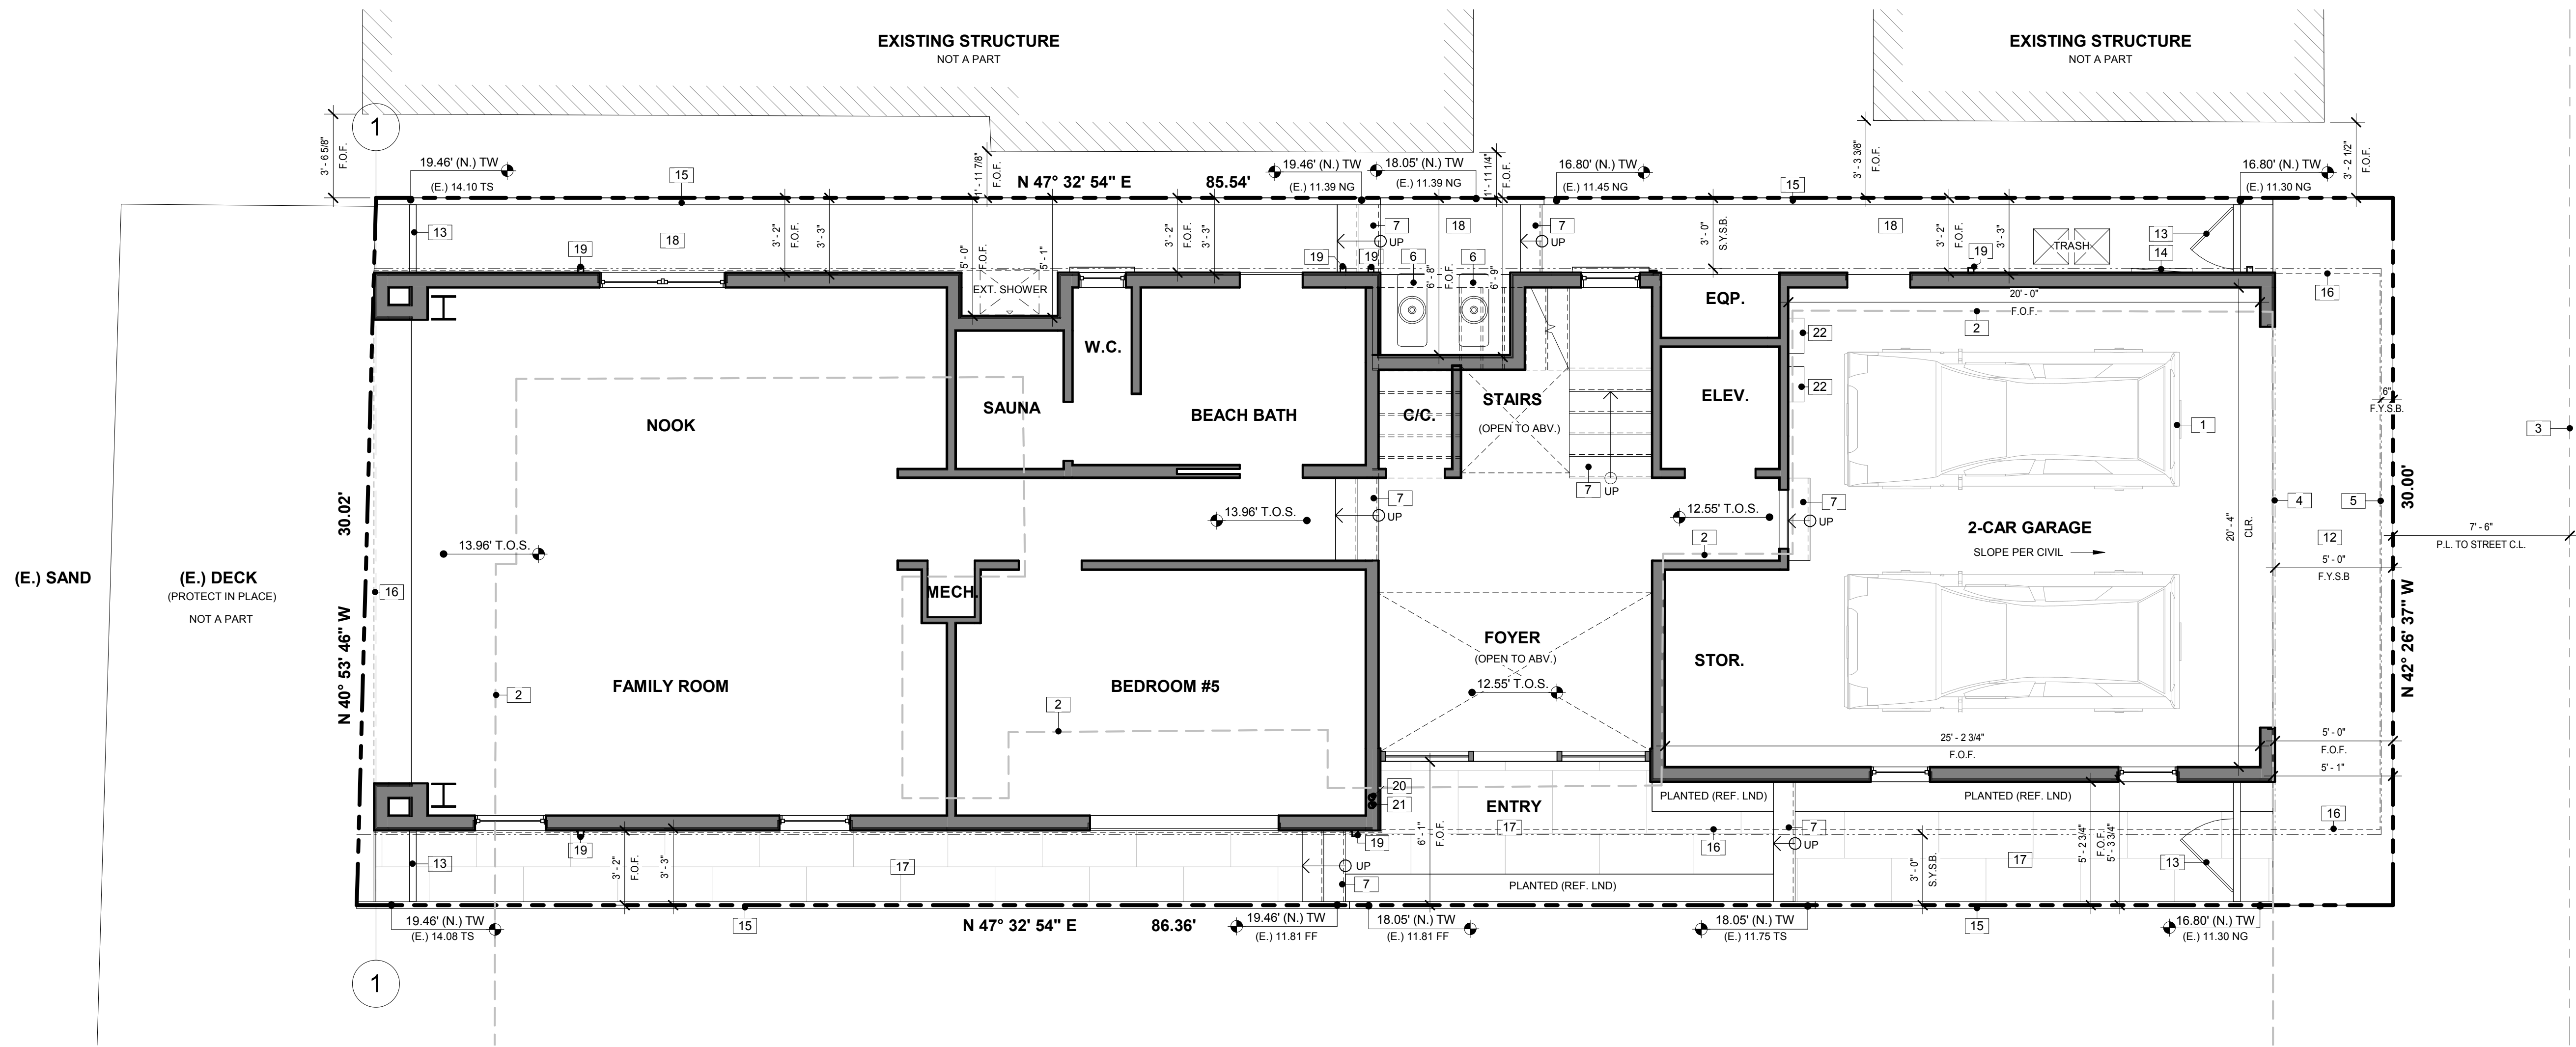 EXISTING STRUCTURE
NOT A PART
EXISTING STRUCTURE
NOT A PART
1
3' - 6 5/8"
F.O.F.
19.46' (N.) TW
(E.) 14.10 TS
15
1' - 11 7/8"
F.O.F.
N 47° 32' 54" E
85.54'
19.46' (N.) TW
(E.) 11.39 NG
18.05' (N.) TW
(E.) 11.39 NG
1' - 11 1/4"
F.O.F.
16.80' (N.) TW
(E.) 11.45 NG
15
3' - 3 3/8"
F.O.F.
16.80' (N.) TW
(E.) 11.30 NG
3' - 2 1/2"
F.O.F.
13
18
19
3' - 2"
F.O.F.
3' - 3"
5' - 0"
F.O.F.
5' - 1"
EXT. SHOWER
3' - 2"
F.O.F.
3' - 3"
7
UP
19
19
18
6
6
6' - 8"
F.O.F.
6' - 9"
7
UP
3' - 0"
S.Y.S.B.
18
3' - 2"
F.O.F.
3' - 3"
19
TRASH
14
13
16
20' - 0"
F.O.F.
2
EQP.
22
22
W.C.
SAUNA
BEACH BATH
C/C.
STAIRS
(OPEN TO ABV.)
ELEV.
NOOK
1
6"
F.Y.S.B.
3
7
UP
7
UP
13.96' T.O.S.
12.55' T.O.S.
7
UP
2
2-CAR GARAGE
SLOPE PER CIVIL
20' - 4"
CLR.
4
5
12
5' - 0"
F.Y.S.B
30.00'
N 42° 26' 37" W
7' - 6"
P.L. TO STREET C.L.
30.02'
N 40° 53' 46" W
13.96' T.O.S.
(E.) SAND
(E.) DECK
(PROTECT IN PLACE)
NOT A PART
16
MECH.
FAMILY ROOM
2
BEDROOM #5
2
FOYER
(OPEN TO ABV.)
12.55' T.O.S.
STOR.
25' - 2 3/4"
F.O.F.
5' - 0"
F.O.F.
5' - 1"
20
21
ENTRY
PLANTED (REF. LND)
PLANTED (REF. LND)
16
13
19
17
3' - 2"
F.O.F.
3' - 3"
UP
19
7
6' - 1"
F.O.F.
17
16
7
UP
PLANTED (REF. LND)
3' - 0"
S.Y.S.B.
17
5' - 2 3/4"
F.O.F.
5' - 3 3/4"
13
19.46' (N.) TW
(E.) 14.08 TS
15
N 47° 32' 54" E
86.36'
19.46' (N.) TW
(E.) 11.81 FF
18.05' (N.) TW
(E.) 11.81 FF
18.05' (N.) TW
(E.) 11.75 TS
15
16.80' (N.) TW
(E.) 11.30 NG
1